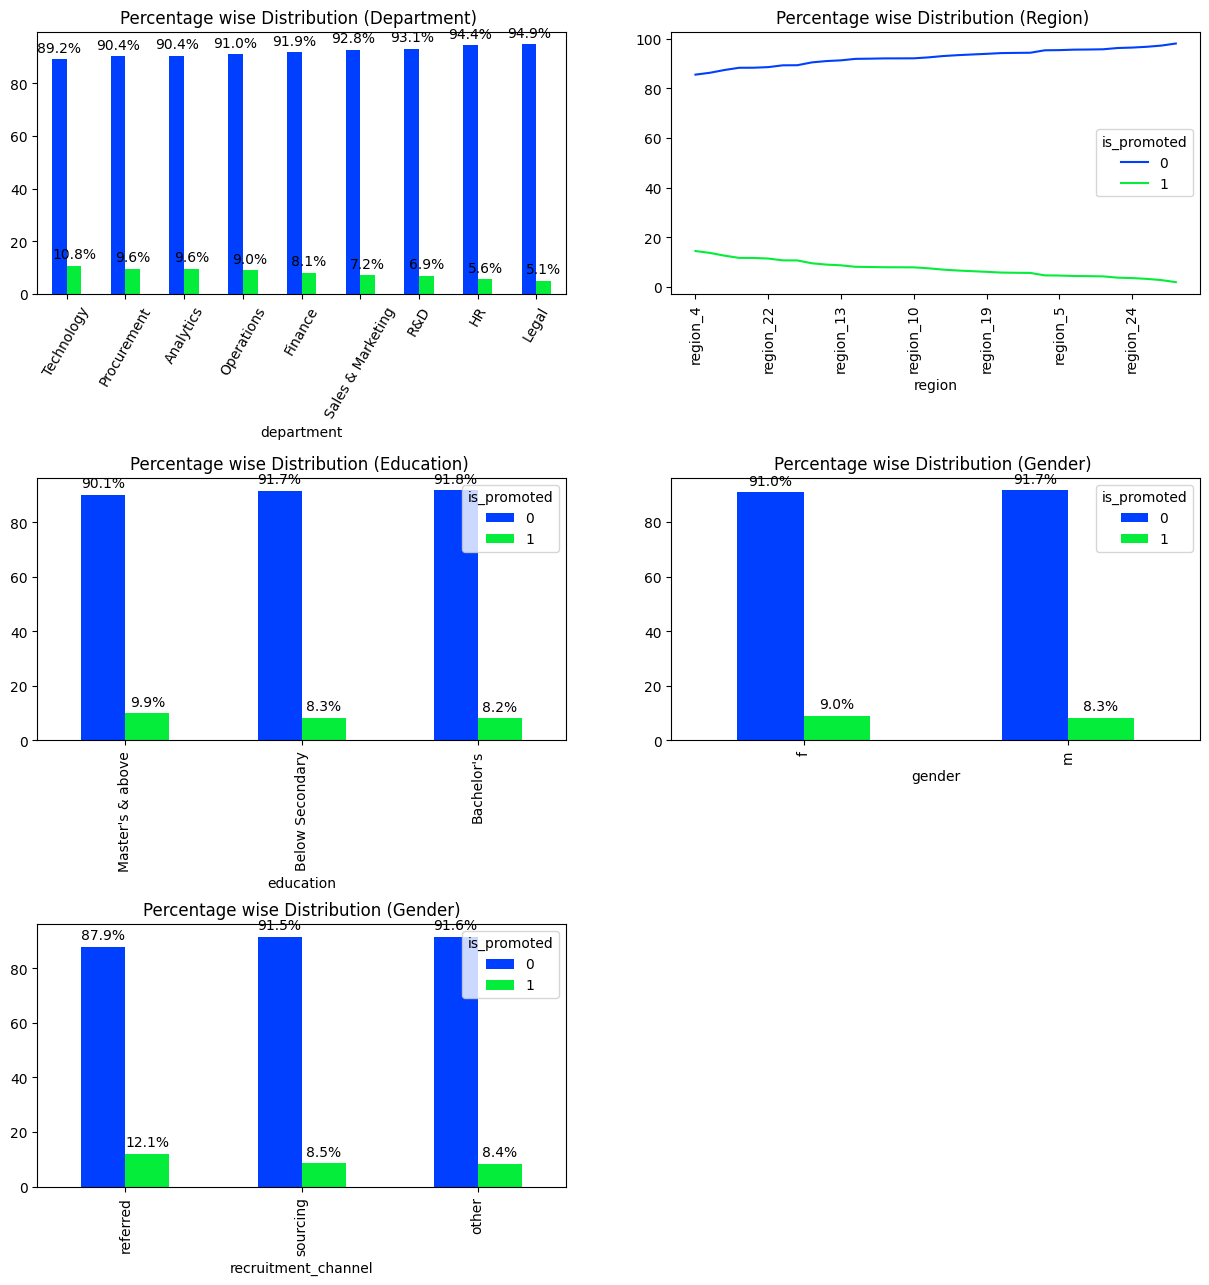 Percentage wise Distribution (Department)
89.2% 90.4% 90.4% 91.0% 91.9% 92.8% 93.1% 94.4% 94.9%
80
60
40
20
0
10.8% 9.6% 9.6% 9.0% 8.1% 7.2% 6.9% 5.6% 5.1%
Technology Procurement Analytics Operations Finance Sales & Marketing R&D HR Legal
department
Percentage wise Distribution (Region)
100
80
60
40
20
0
is_promoted
0
1
region_4 region_22 region_13 region_10 region_19 region_5 region_24
region
Percentage wise Distribution (Education)
90.1% 91.7% 91.8%
is_promoted
0
1
80
60
40
20
0
9.9% 8.3% 8.2%
Master's & above Below Secondary Bachelor's
education
Percentage wise Distribution (Gender)
91.0% 91.7%
is_promoted
0
1
80
60
40
20
0
9.0% 8.3%
f m
gender
Percentage wise Distribution (Gender)
87.9% 91.5% 91.6%
is_promoted
0
1
80
60
40
20
0
12.1% 8.5% 8.4%
referred sourcing other
recruitment_channel